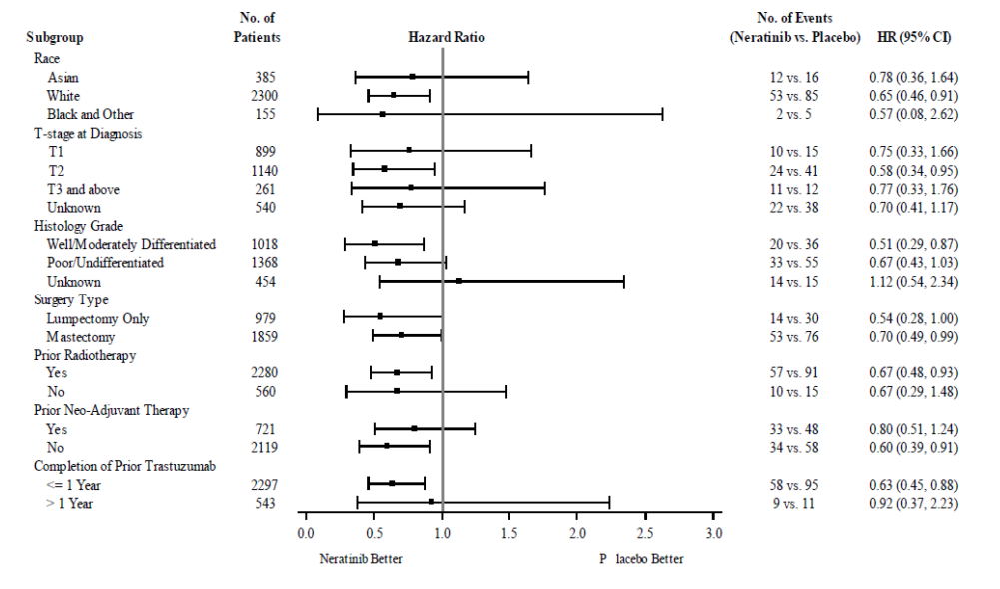 No. of No. of Events
Subgroup Patients Hazard Ratio (Neratinib vs. Placebo) HR (95% CI)
Race
Asian 385 12 vs. 16 0.78 (0.36, 1.64)
White 2300 53 vs. 85 0.65 (0.46, 0.91)
Black and Other 155 2 vs. 5 0.57 (0.08, 2.62)
T-stage at Diagnosis
T1 899 10 vs. 15 0.75 (0.33, 1.66)
T2 1140 24 vs. 41 0.58 (0.34, 0.95)
T3 and above 261 11 vs. 12 0.77 (0.33, 1.76)
Unknown 540 22 vs. 38 0.70 (0.41, 1.17)
Histology Grade
Well/Moderately Differentiated 1018 20 vs. 36 0.51 (0.29, 0.87)
Poor/Undifferentiated 1368 33 vs. 55 0.67 (0.43, 1.03)
Unknown 454 14 vs. 15 1.12 (0.54, 2.34)
Surgery Type
Lumpectomy Only 979 14 vs. 30 0.54 (0.28, 1.00)
Mastectomy 1859 53 vs. 76 0.70 (0.49, 0.99)
Prior Radiotherapy
Yes 2280 57 vs. 91 0.67 (0.48, 0.93)
No 560 10 vs. 15 0.67 (0.29, 1.48)
Prior Neo-Adjuvant Therapy
Yes 721 33 vs. 48 0.80 (0.51, 1.24)
No 2119 34 vs. 58 0.60 (0.39, 0.91)
Completion of Prior Trastuzumab
<= 1 Year 2297 58 vs. 95 0.63 (0.45, 0.88)
> 1 Year 543 9 vs. 11 0.92 (0.37, 2.23)
0.0 0.5 1.0 1.5 2.0 2.5 3.0
Neratinib Better P lacebo Better